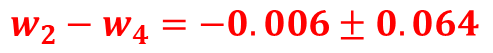 w₂ − w₄ = −0.006 ± 0.064